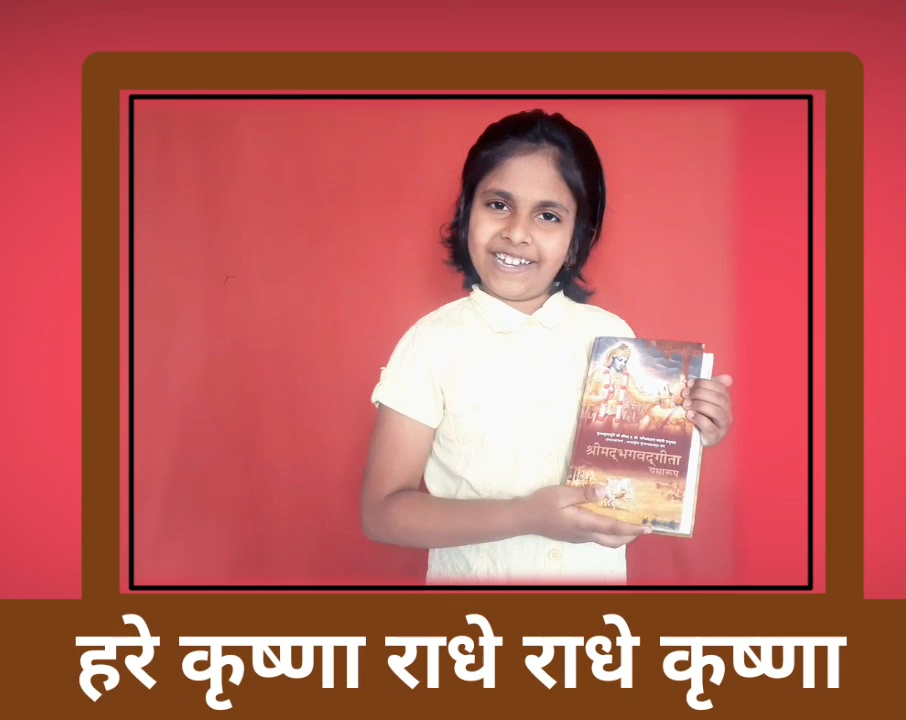 श्रीमद्भगवद्गीता
यथारूप
हरे कृष्णा राधे राधे कृष्णा